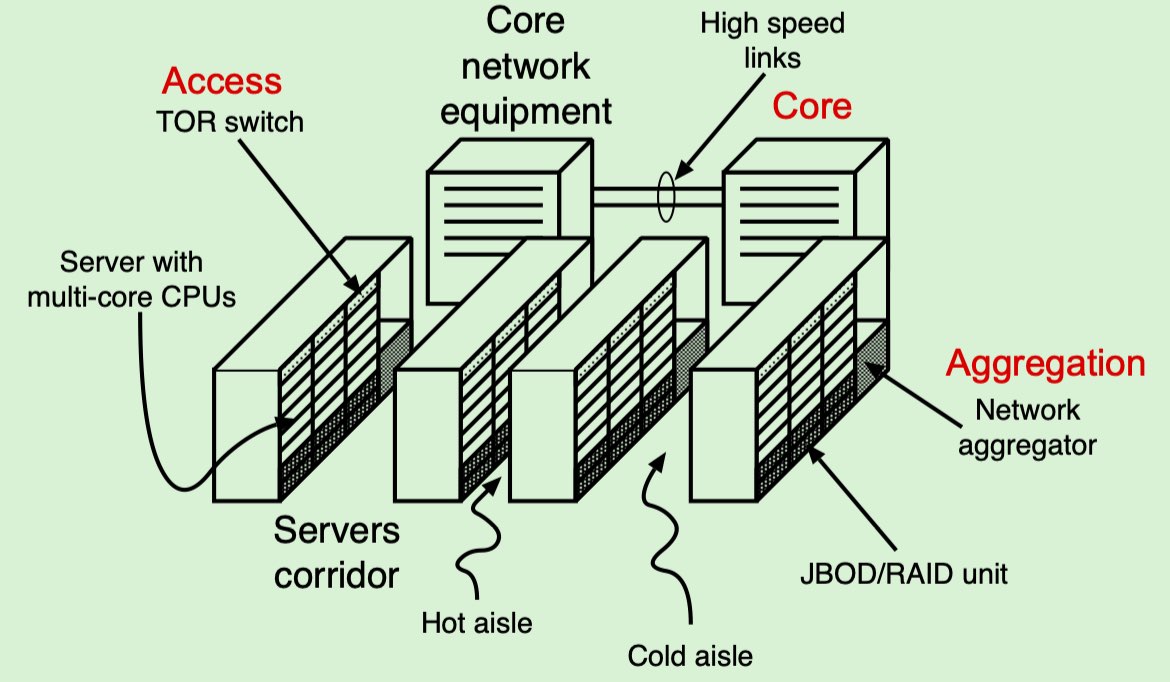 Core
network
equipment
High speed
links
Access
TOR switch
Core
Server with
multi-core CPUs
Aggregation
Network
aggregator
Servers
corridor
JBOD/RAID unit
Hot aisle
Cold aisle